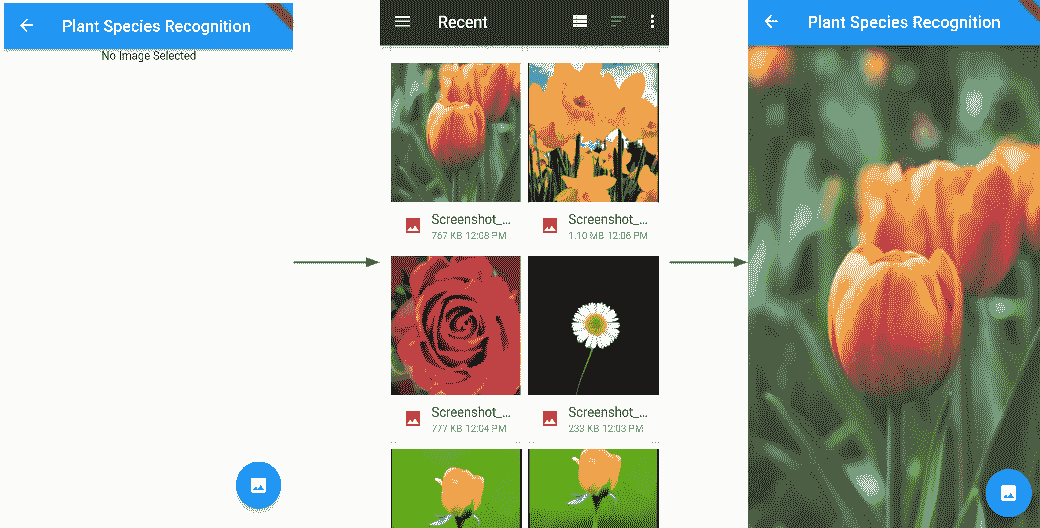 Plant Species Recognition
No Image Selected
Recent
Screenshot_...
767 KB 12:08 PM
Screenshot_...
1.10 MB 12:06 PM
Screenshot_...
777 KB 12:04 PM
Screenshot_...
233 KB 12:03 PM
Plant Species Recognition